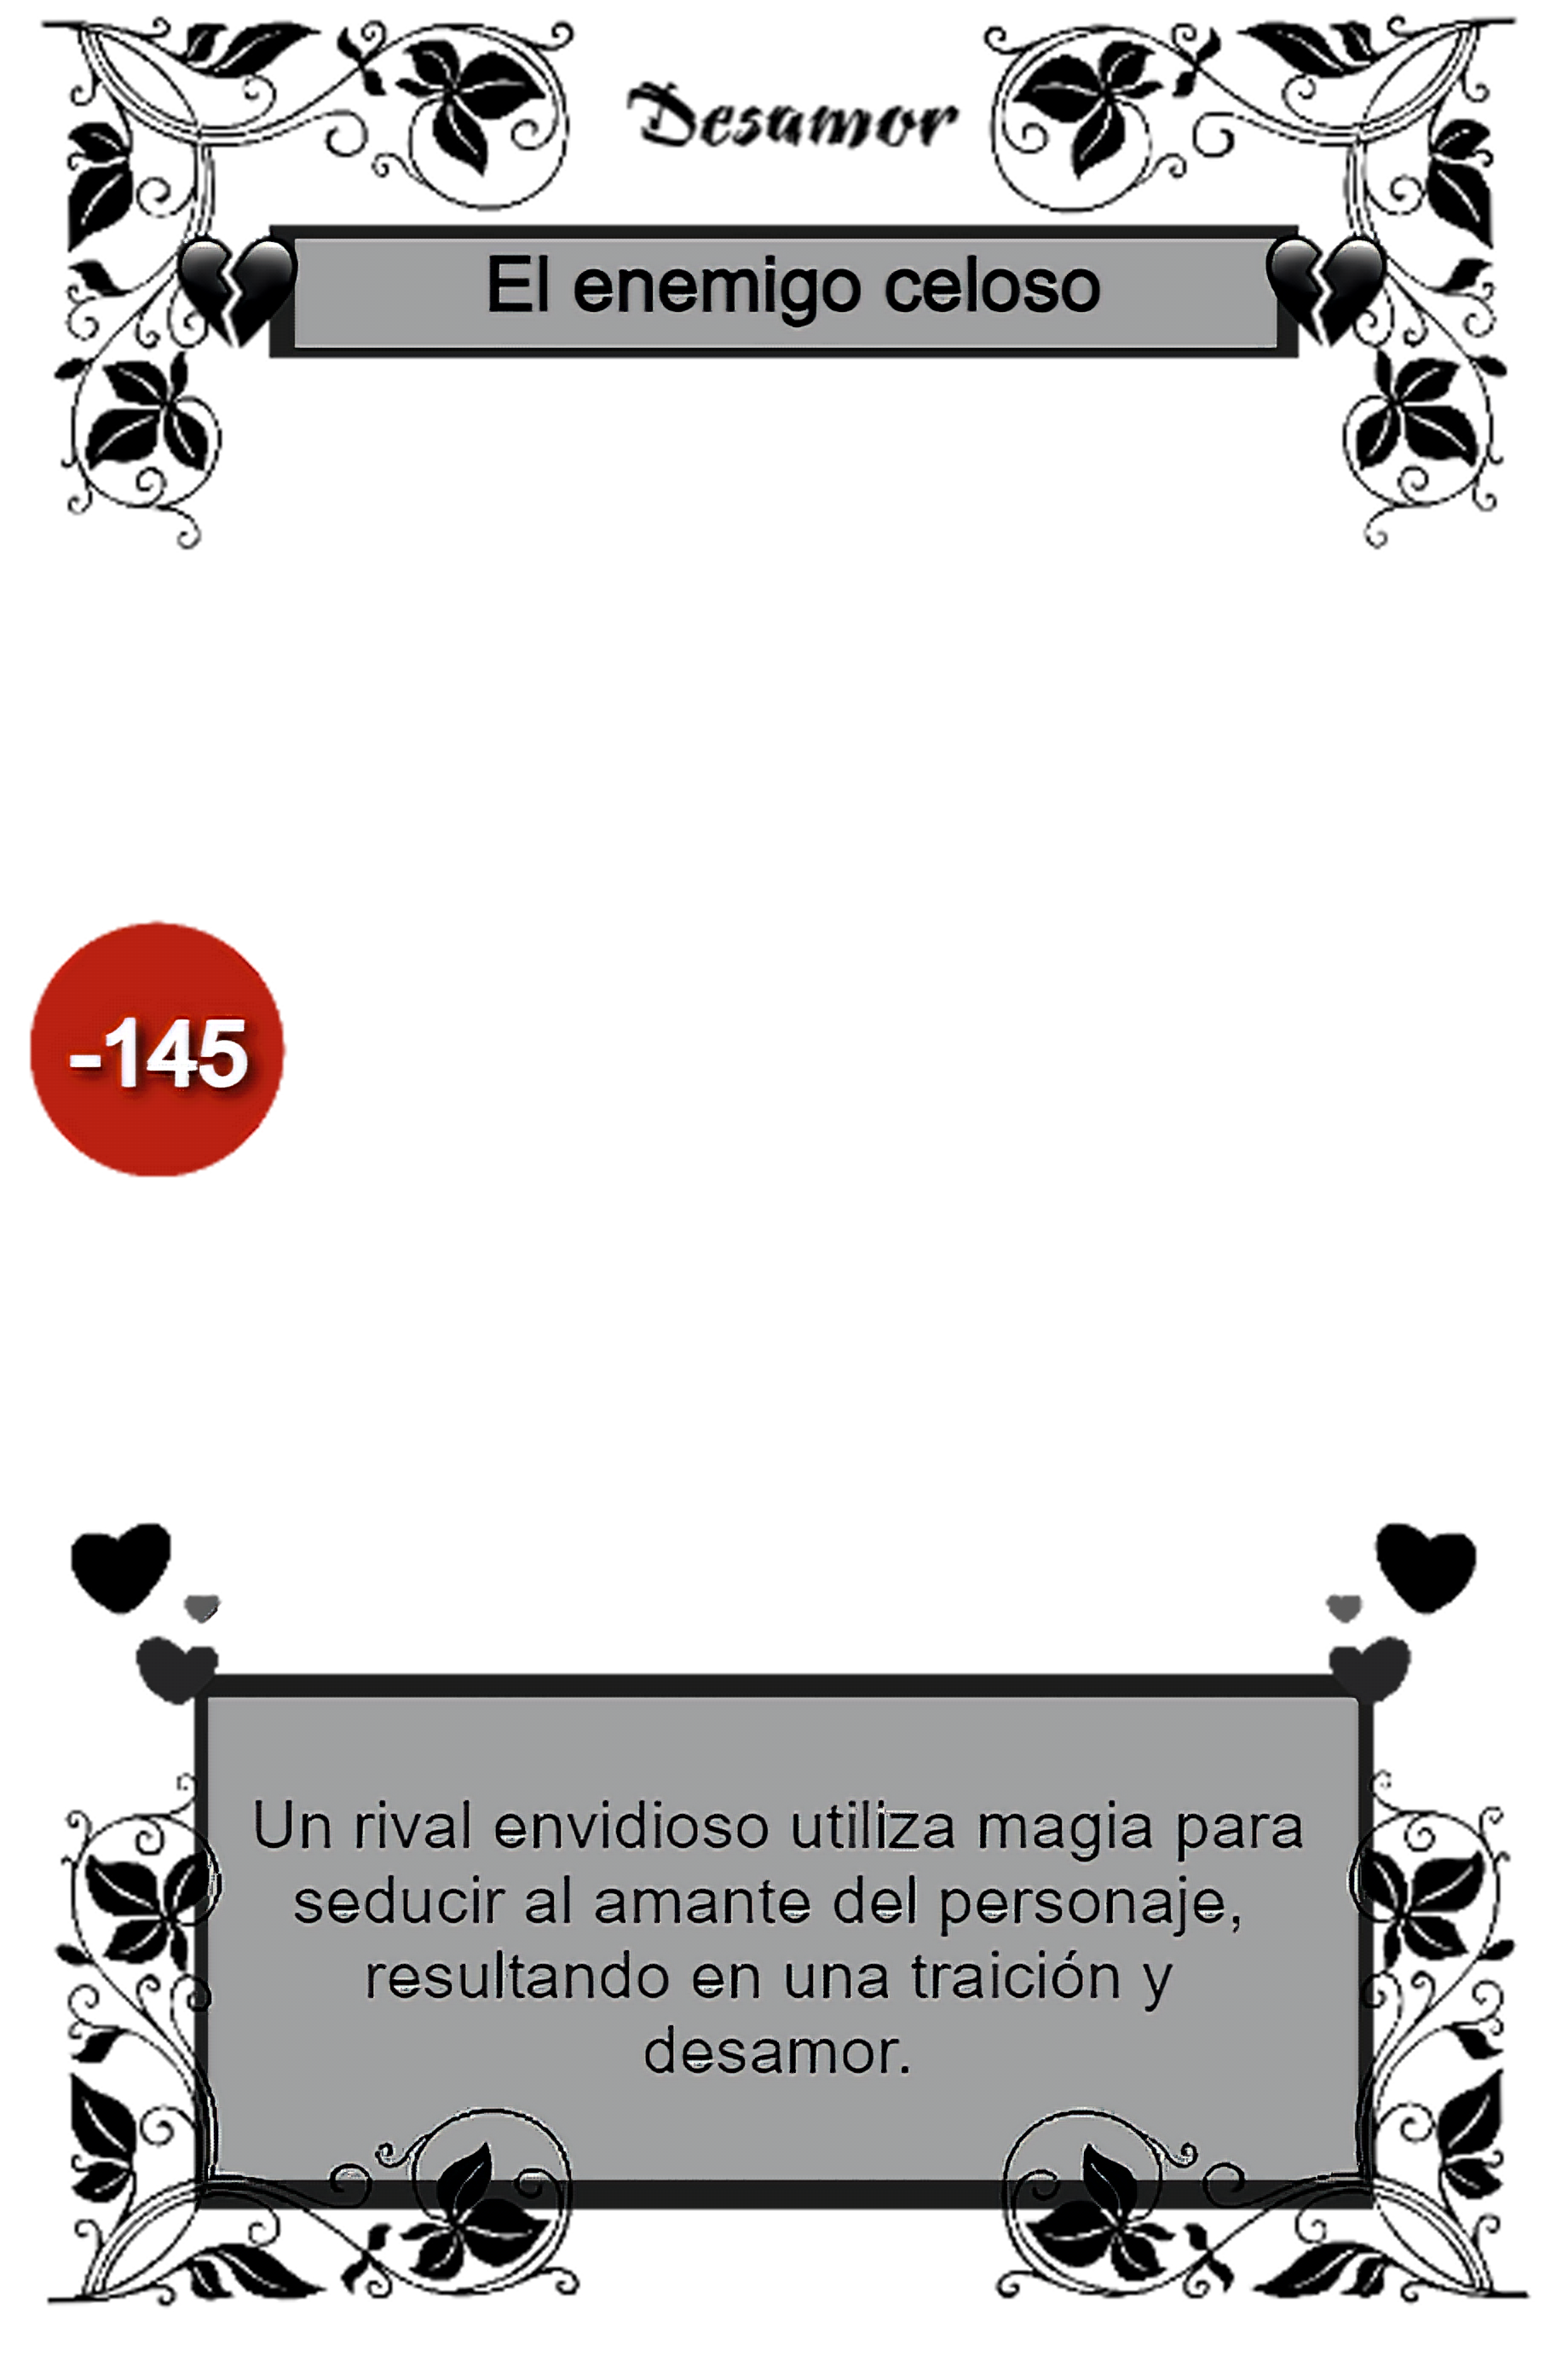 Desamor
El enemigo celoso
-145
Un rival envidioso utiliza magia para
seducir al amante del personaje,
resultando en una traición y
desamor.